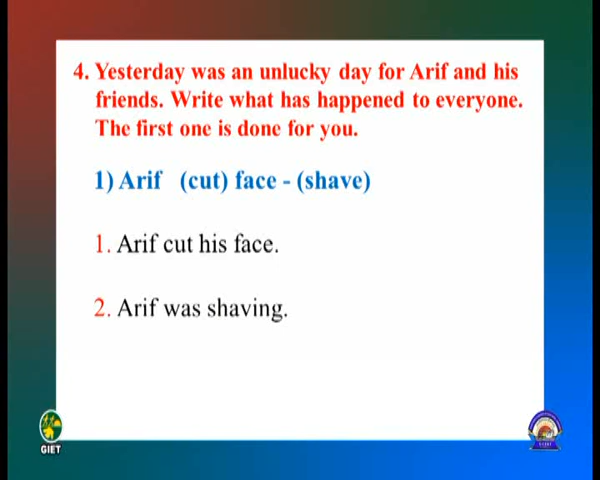 4. Yesterday was an unlucky day for Arif and his
friends. Write what has happened to everyone.
The first one is done for you.
1) Arif (cut) face - (shave)
1. Arif cut his face.
2. Arif was shaving.
GIET